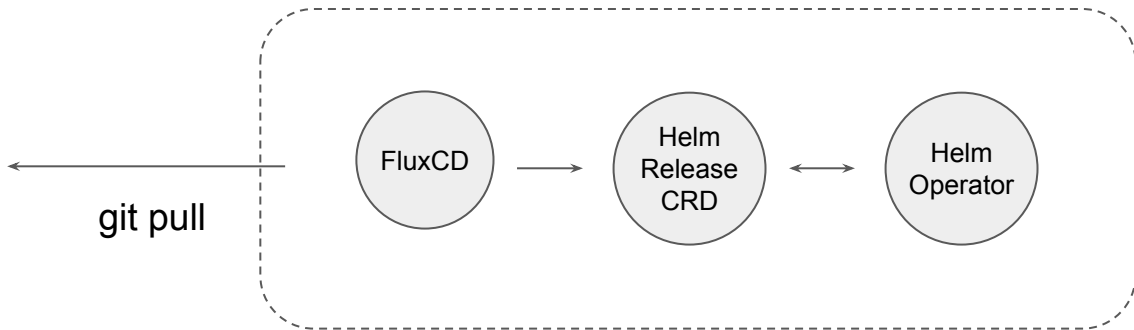 git pull
FluxCD
Helm
Release
CRD
Helm
Operator